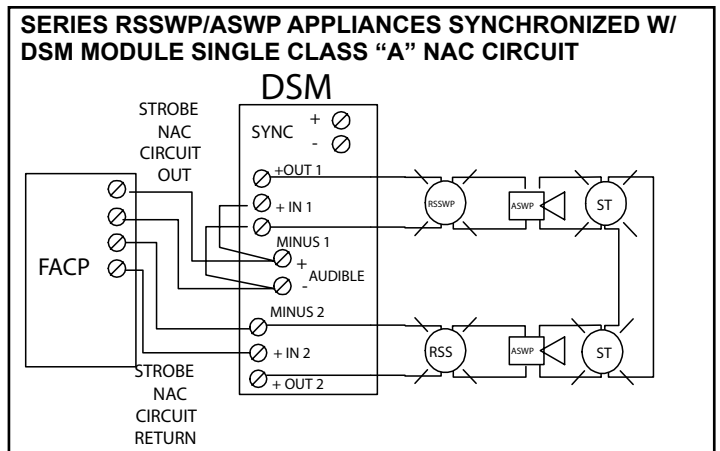 SERIES RSSWP/ASWP APPLIANCES SYNCHRONIZED W/
DSM MODULE SINGLE CLASS “A” NAC CIRCUIT
DSM
STROBE
NAC
CIRCUIT
OUT
SYNC
+
-
+OUT 1
+ IN 1
MINUS 1
+
AUDIBLE
-
MINUS 2
+ IN 2
+ OUT 2
FACP
STROBE
NAC
CIRCUIT
RETURN
RSSWP
ASWP
ST
RSS
ASWP
ST